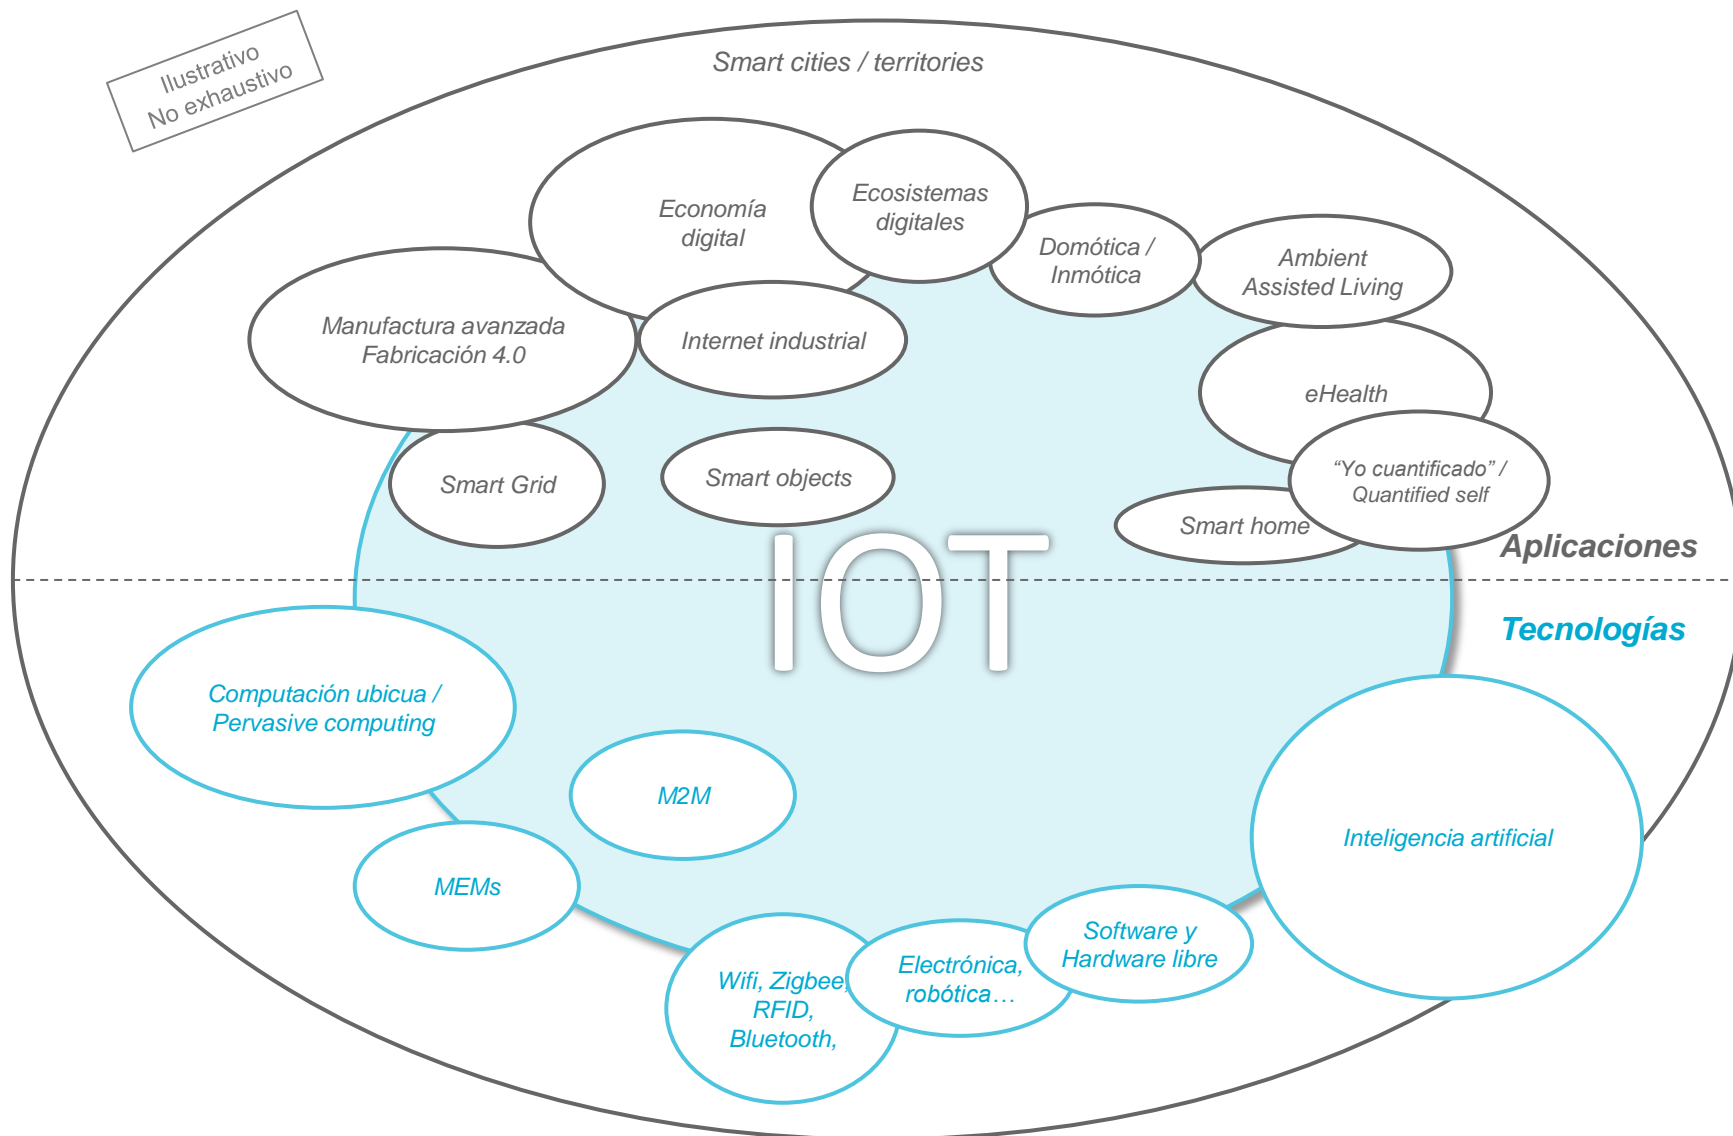 Ilustrativo
No exhaustivo
Smart cities / territories
Economía
digital
Ecosistemas
digitales
Domótica /
Inmótica
Ambient
Assisted Living
Manufactura avanzada
Fabricación 4.0
Internet industrial
eHealth
Smart Grid
Smart objects
“Yo cuantificado” /
Quantified self
Smart home
Aplicaciones
IOT
Tecnologías
Computación ubicua /
Pervasive computing
M2M
MEMs
Inteligencia artificial
Wifi, Zigbee,
RFID,
Bluetooth,
Electrónica,
robótica…
Software y
Hardware libre